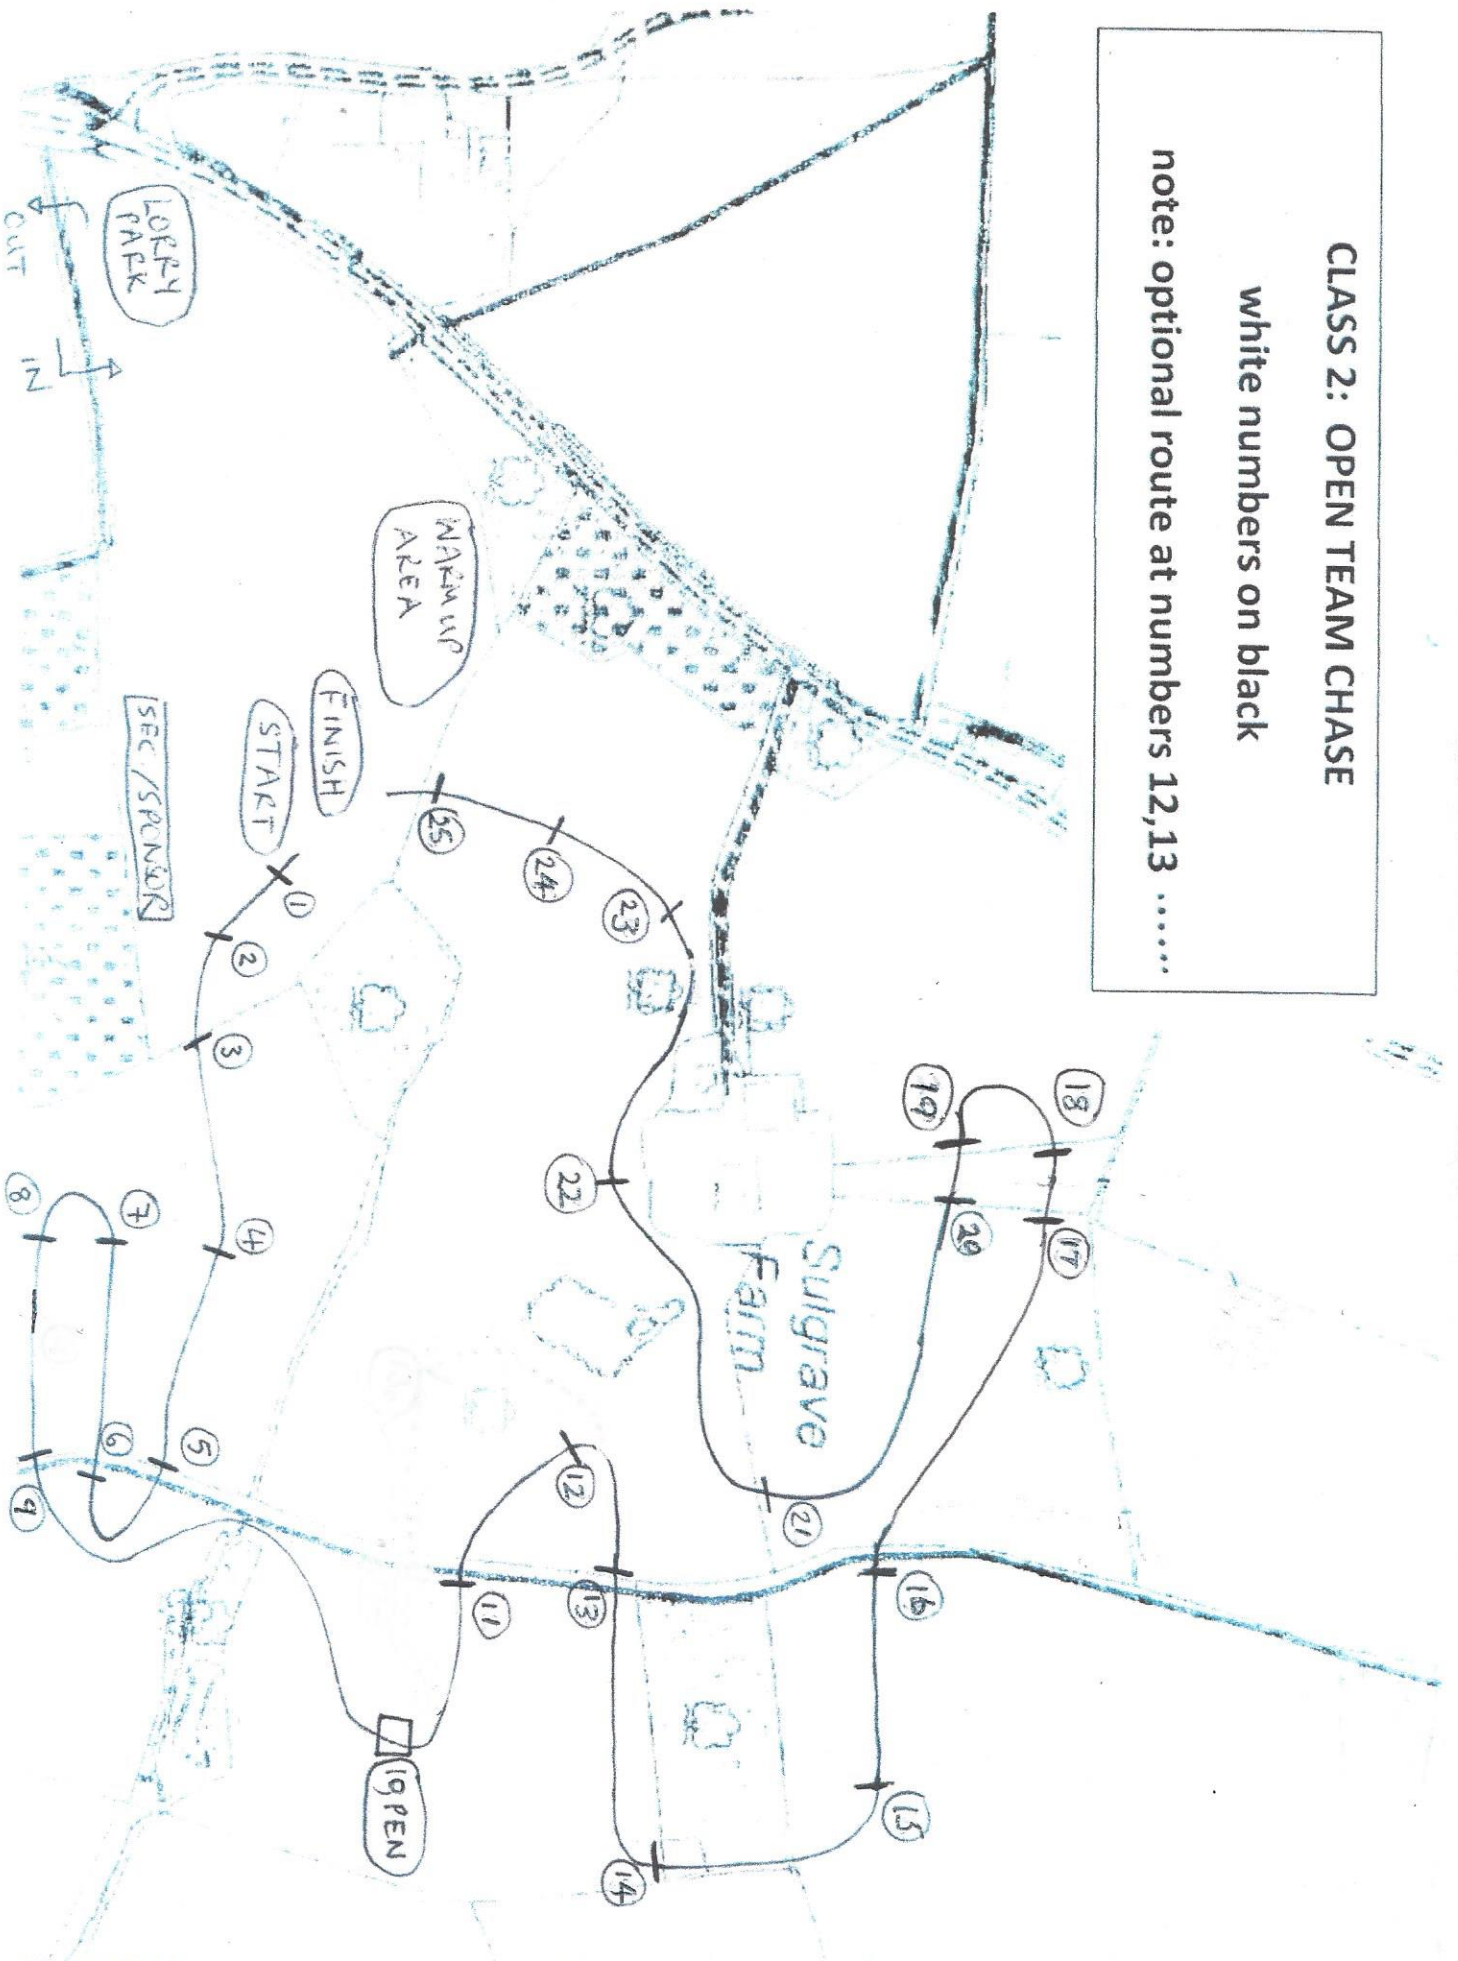 CLASS 2: OPEN TEAM CHASE
white numbers on black
note: optional route at numbers 12,13 ......
18
19
17
20
Sulgrave
Farm
16
15
21
23
22
24
12
13
14
25
WARM UP
AREA
11
10 PEN
FINISH
START
1
2
3
4
5
LORRY
PARK
SEC/SPONSOR
7
6
8
9
OUT
IN